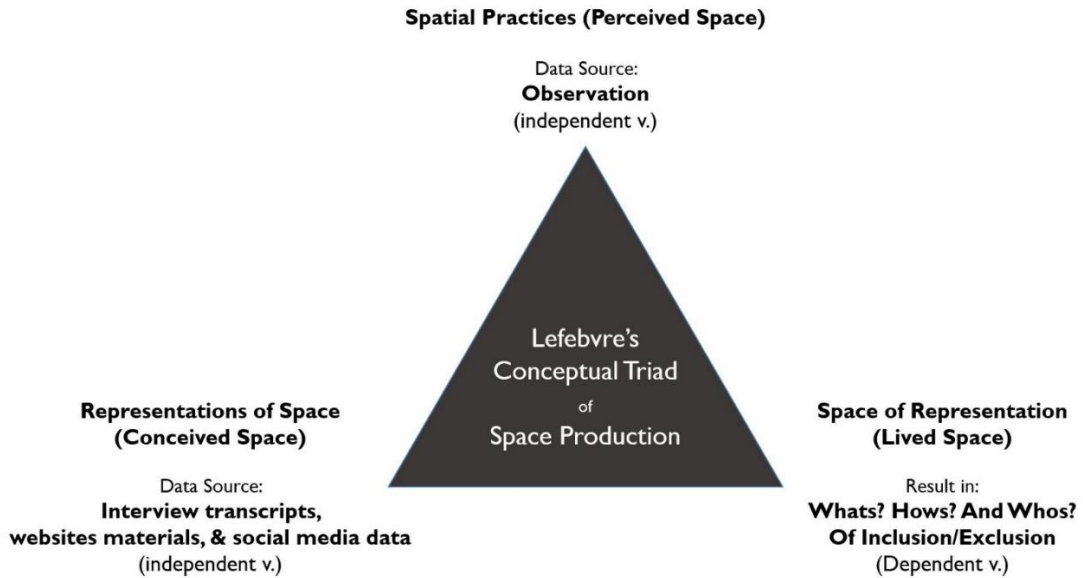 Spatial Practices (Perceived Space)
Data Source:
Observation
(independent v.)
Lefebvre's
Conceptual Triad
of
Space Production
Representations of Space
(Conceived Space)
Data Source:
Interview transcripts,
websites materials, & social media data
(independent v.)
Space of Representation
(Lived Space)
Result in:
Whats? Hows? And Whos?
Of Inclusion/Exclusion
(Dependent v.)